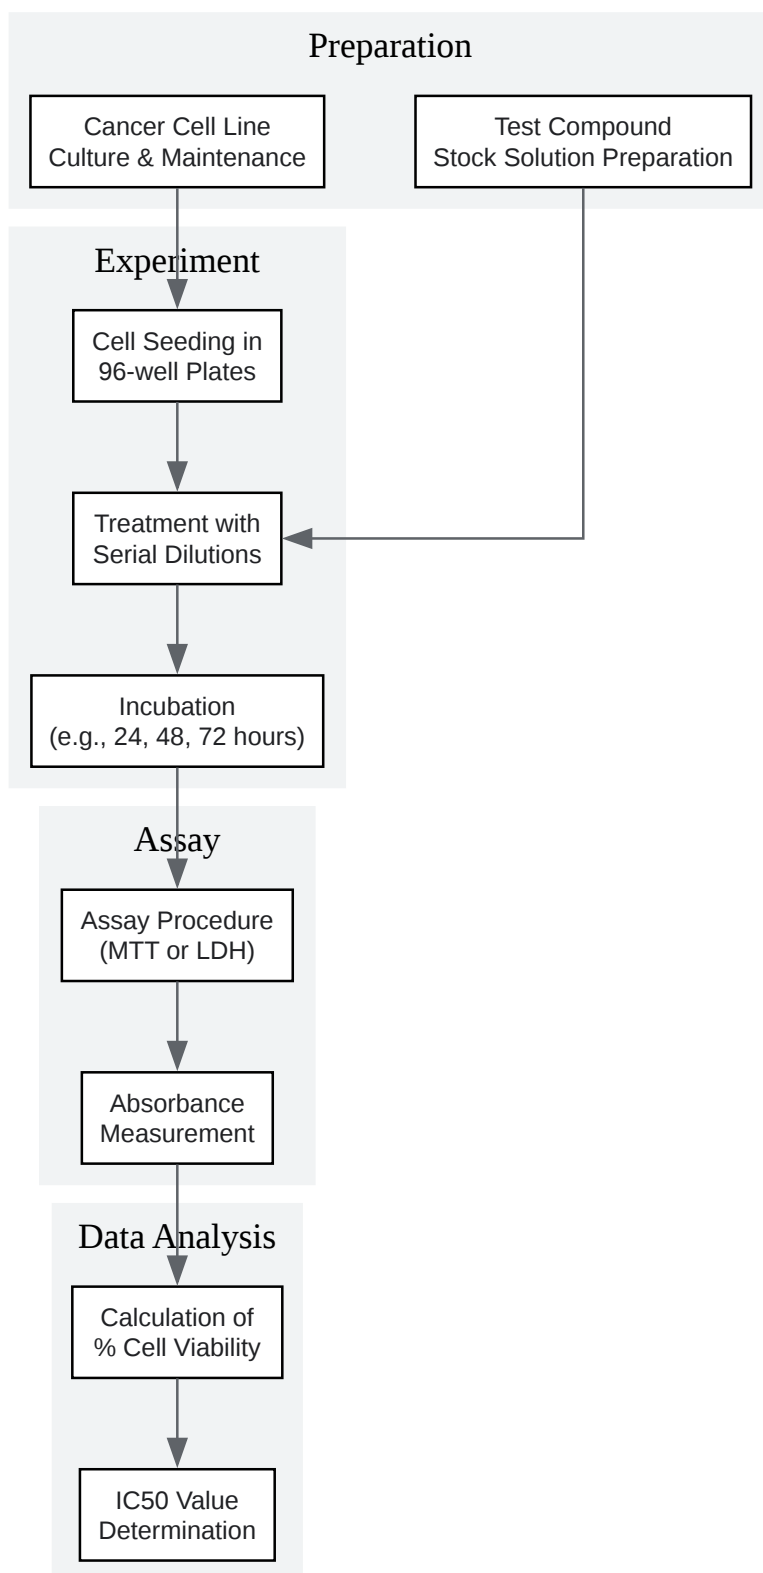 Preparation
Cancer Cell Line
Culture & Maintenance
Test Compound
Stock Solution Preparation
Experiment
Cell Seeding in
96-well Plates
Treatment with
Serial Dilutions
Incubation
(e.g., 24, 48, 72 hours)
Assay
Assay Procedure
(MTT or LDH)
Absorbance
Measurement
Data Analysis
Calculation of
% Cell Viability
IC50 Value
Determination